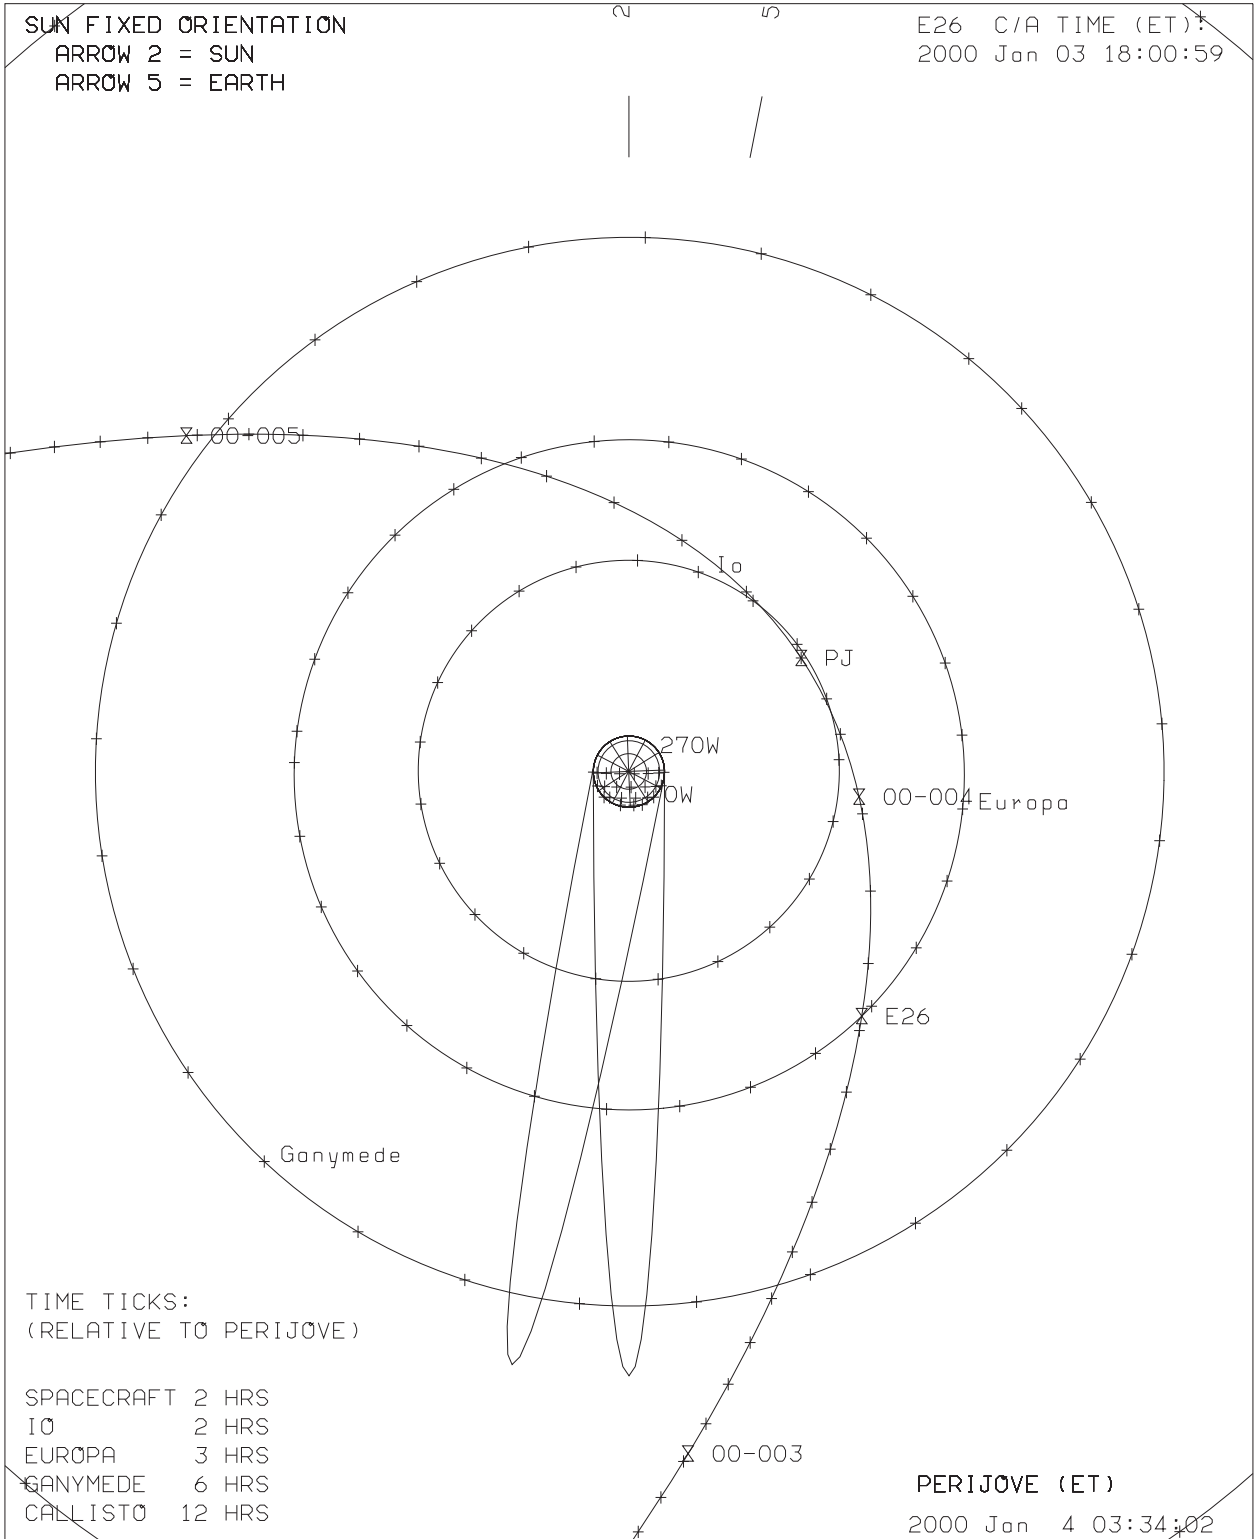 SUN FIXED ORIENTATION
ARROW 2 = SUN
ARROW 5 = EARTH
2
5
E26 C/A TIME (ET):
2000 Jan 03 18:00:59
00-005
Io
PJ
270W
0W
00-004
Europa
E26
Ganymede
TIME TICKS:
(RELATIVE TO PERIJOVE)
SPACECRAFT 2 HRS
IO 2 HRS
EUROPA 3 HRS
GANYMEDE 6 HRS
CALLISTO 12 HRS
00-003
PERIJOVE (ET)
2000 Jan 4 03:34:02